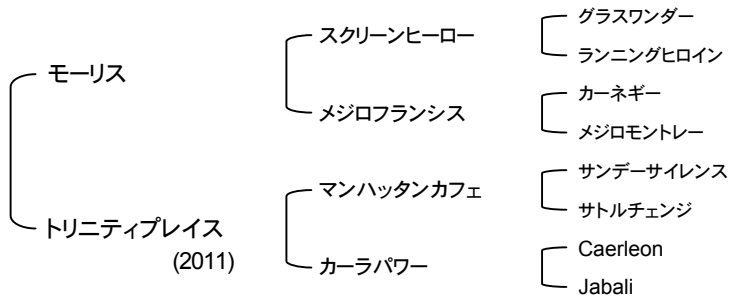 モーリス
トリニティプレイス
(2011)
スクリーンヒーロー
メジロフランシス
マンハッタンカフェ
カーラパワー
グラスワンダー
ランニングヒロイン
カーネギー
メジロモントレー
サンデーサイレンス
サトルチェンジ
Caerleon
Jabali